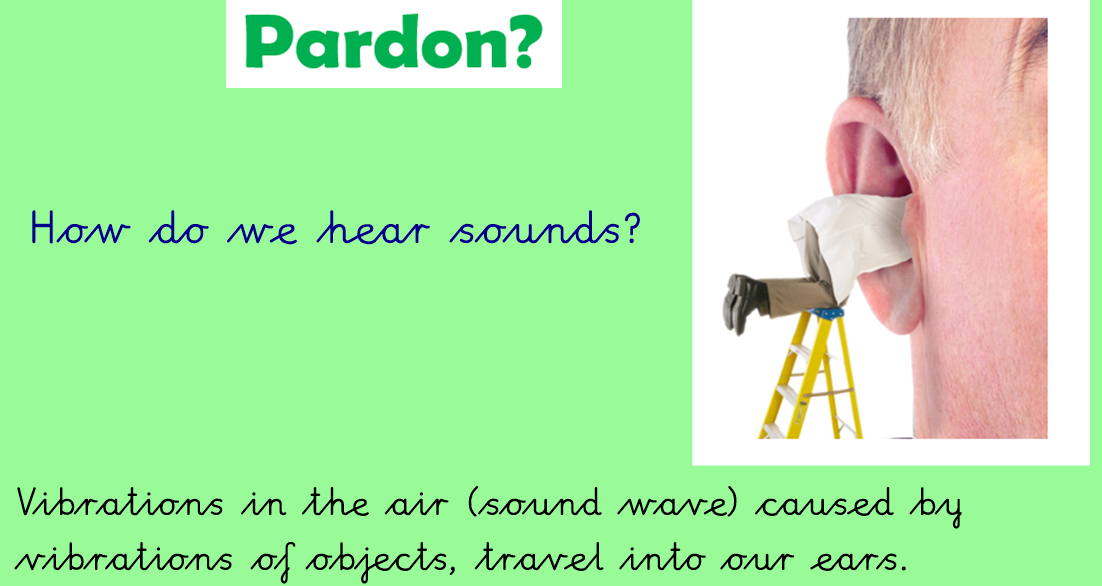 Pardon?
How do we hear sounds?
Vibrations in the air (sound wave) caused by
vibrations of objects, travel into our ears.